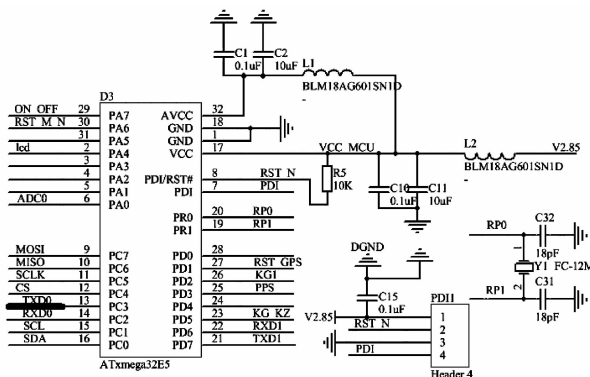 C1
0.1uF
C2
10uF
L1
BLM18AG601SN1D
-
D3
ON_OFF 29 PA7 AVCC 32
RST_M_N 30 PA6 GND 18
31 PA5 GND 1
lcd 2 PA4 VCC 17 VCC MCU
3 PA3
4 PA2 PDI/RST# 8 RST N
5 PA1 PDI 7 PDI
ADC0 6 PA0
PR0 20 RP0
PR1 19 RP1
R5
10K
C10
0.1uF
C11
10uF
L2
V2.85
BLM18AG601SN1D
-
MOSI 9 PC7 PD0 28
MISO 10 PC6 PD1 27 RST_GPS
SCLK 11 PC5 PD2 26 KG1
CS 12 PC4 PD3 25 PPS
TXD0 13 PC3 PD4 24
RXD0 14 PC2 PD5 23 KG_KZ
SCL 15 PC1 PD6 22 RXD1
SDA 16 PC0 PD7 21 TXD1
ATxmega32E5
DGND
C15
0.1uF
PDI1
V2.85 1
RST N 2
3
PDI 4
Header 4
RP0
C32
18pF
1
Y1 FC-12M
2
RP1
C31
18pF